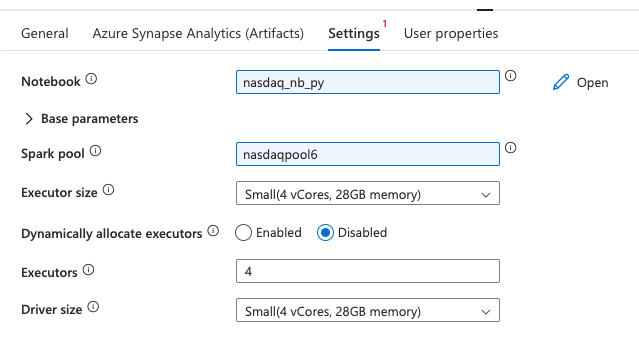 General Azure Synapse Analytics (Artifacts) Settings 1 User properties
Notebook nasdaq_nb_py Open
Base parameters
Spark pool nasdaqpool6
Executor size Small(4 vCores, 28GB memory)
Dynamically allocate executors Enabled Disabled
Executors 4
Driver size Small(4 vCores, 28GB memory)